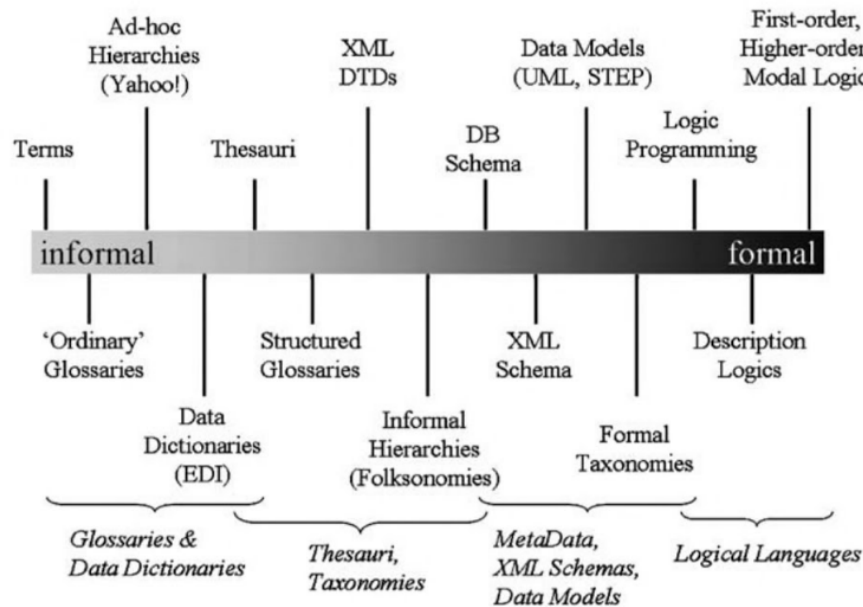 Ad-hoc
Hierarchies
(Yahoo!)
XML
DTDs
Data Models
(UML, STEP)
First-order,
Higher-order
Modal Logic
Terms
Thesauri
DB
Schema
Logic
Programming
informal
formal
‘Ordinary’
Glossaries
Structured
Glossaries
XML
Schema
Description
Logics
Data
Dictionaries
(EDI)
Informal
Hierarchies
(Folksonomies)
Formal
Taxonomies
Glossaries &
Data Dictionaries
Thesauri,
Taxonomies
MetaData,
XML Schemas,
Data Models
Logical Languages